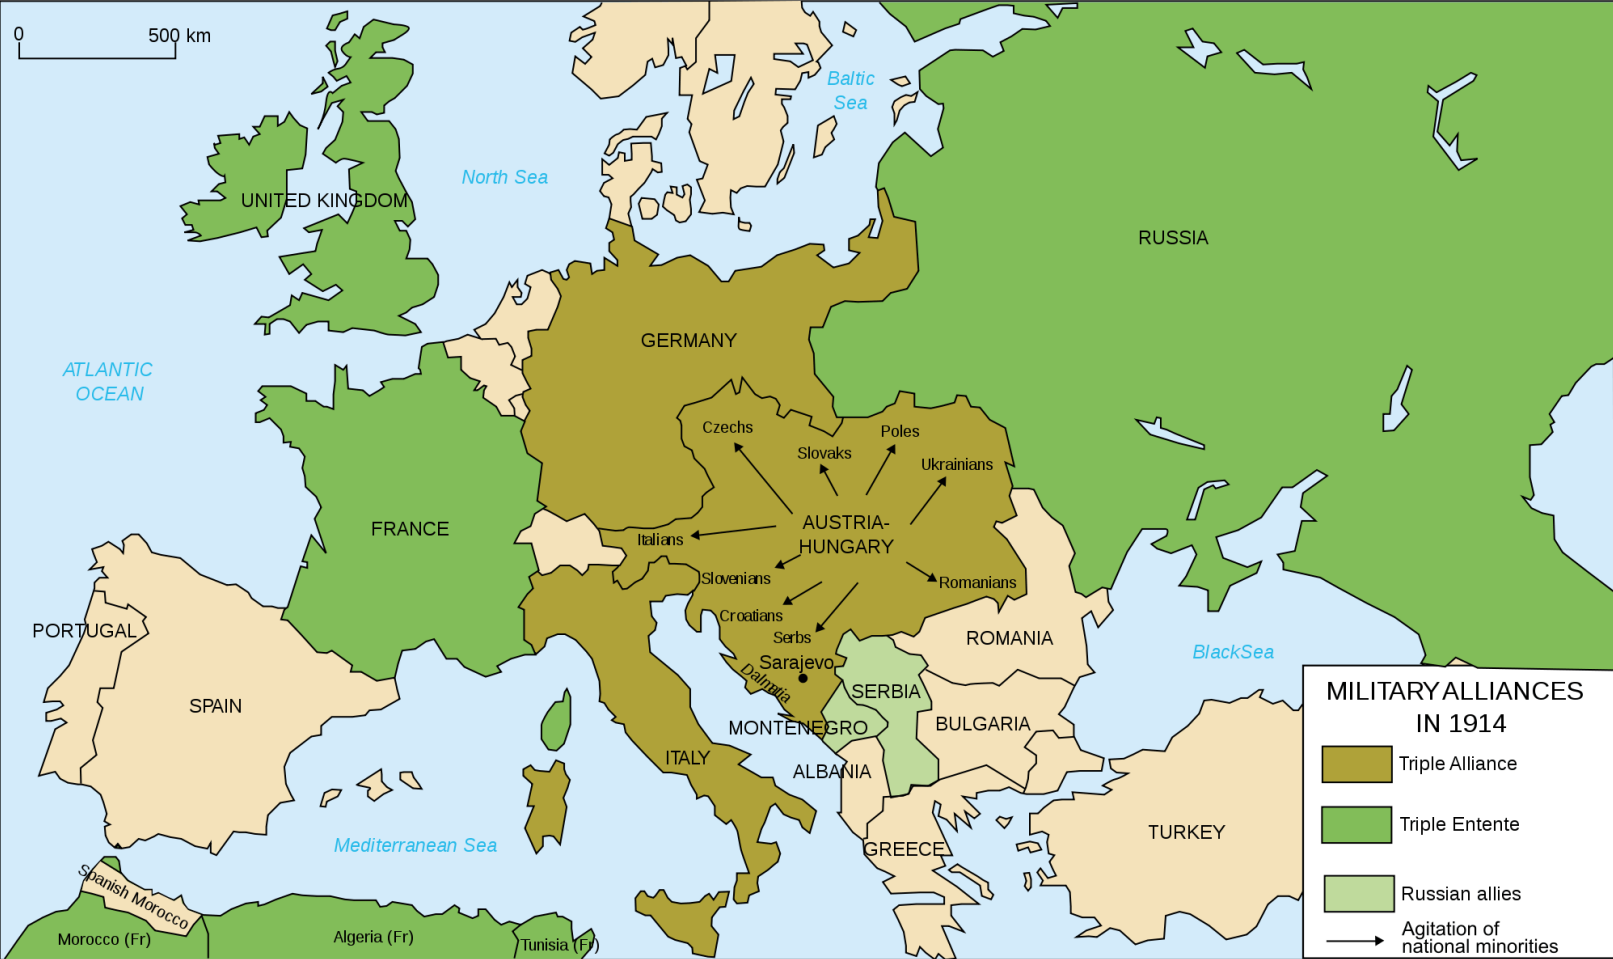 0
500 km
Baltic
Sea
North Sea
UNITED KINGDOM
RUSSIA
GERMANY
ATLANTIC
OCEAN
Czechs
Poles
Slovaks
Ukrainians
FRANCE
AUSTRIA-
HUNGARY
Italians
Slovenians
Romanians
Croatians
Serbs
PORTUGAL
ROMANIA
BlackSea
Sarajevo
Dalmatia
SERBIA
SPAIN
MONTENEGRO
BULGARIA
ITALY
ALBANIA
TURKEY
Mediterranean Sea
GREECE
Spanish Morocco
Morocco (Fr)
Algeria (Fr)
Tunisia (Fr)
MILITARY ALLIANCES
IN 1914
Triple Alliance
Triple Entente
Russian allies
Agitation of
national minorities